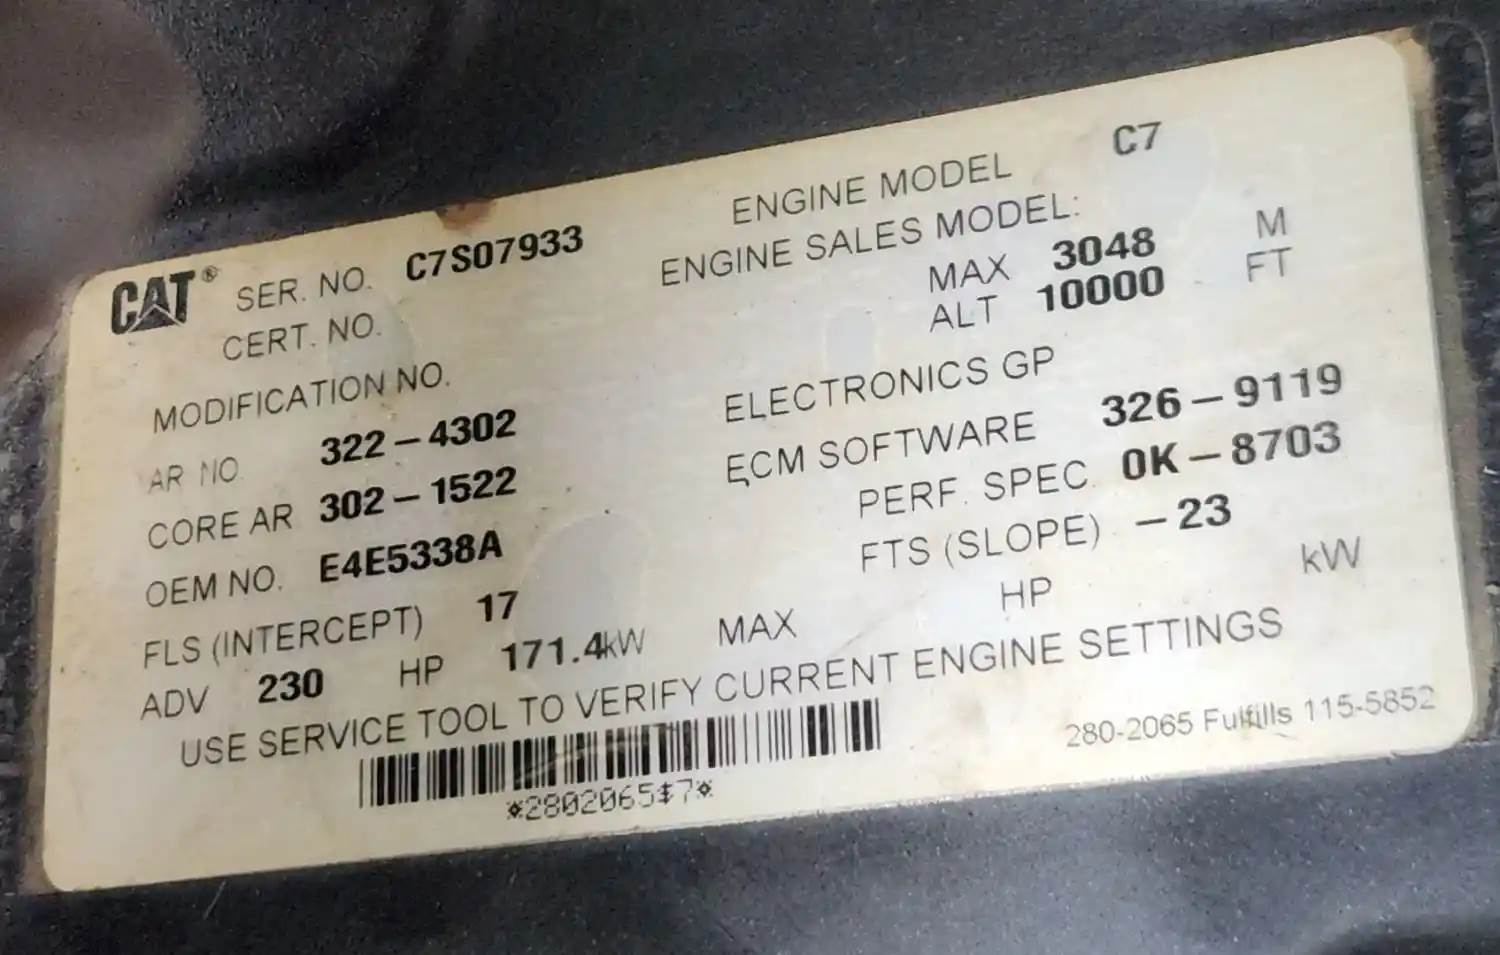 CAT® SER. NO. C7S07933 ENGINE MODEL C7
CERT. NO. ENGINE SALES MODEL:
MAX 3048 M
ALT 10000 FT
MODIFICATION NO.
AR NO. 322-4302 ELECTRONICS GP
CORE AR 302-1522 ECM SOFTWARE 326-9119
OEM NO. E4E5338A PERF. SPEC. 0K-8703
FLS (INTERCEPT) 17 FTS (SLOPE) -23
ADV 230 HP 171.4kW MAX HP kW
USE SERVICE TOOL TO VERIFY CURRENT ENGINE SETTINGS
*2802065$7*
280-2065 Fulfills 115-5852